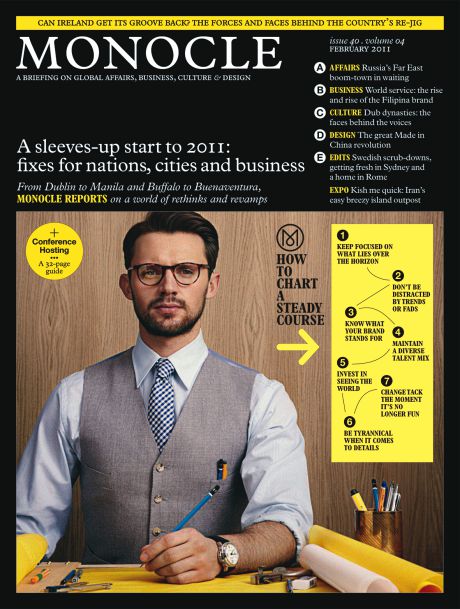 CAN IRELAND GET ITS GROOVE BACK? THE FORCES AND FACES BEHIND THE COUNTRY'S RE-JIG
MONOCLE
A BRIEFING ON GLOBAL AFFAIRS, BUSINESS, CULTURE & DESIGN
issue 40 . volume 04
FEBRUARY 2011
A AFFAIRS Russia's Far East
boom-town in waiting
B BUSINESS World service: the rise
and rise of the Filipina brand
C CULTURE Dub dynasties: the
faces behind the voices
D DESIGN The great Made in
China revolution
E EDITS Swedish scrub-downs,
getting fresh in Sydney and
a home in Rome
EXPO Kish me quick: Iran's
easy breezy island outpost
A sleeves-up start to 2011:
fixes for nations, cities and business
From Dublin to Manila and Buffalo to Buenaventura,
MONOCLE REPORTS on a world of rethinks and revamps
+
Conference
Hosting
•••
A 32-page
guide
HOW
TO
CHART
A
STEADY
COURSE
1
KEEP FOCUSED ON
WHAT LIES OVER
THE HORIZON
2
DON'T BE
DISTRACTED
BY TRENDS
OR FADS
3
KNOW WHAT
YOUR BRAND
STANDS FOR
4
MAINTAIN
A DIVERSE
TALENT MIX
5
INVEST IN
SEEING THE
WORLD
7
CHANGE TACK
THE MOMENT
IT'S NO
LONGER FUN
6
BE TYRANNICAL
WHEN IT COMES
TO DETAILS